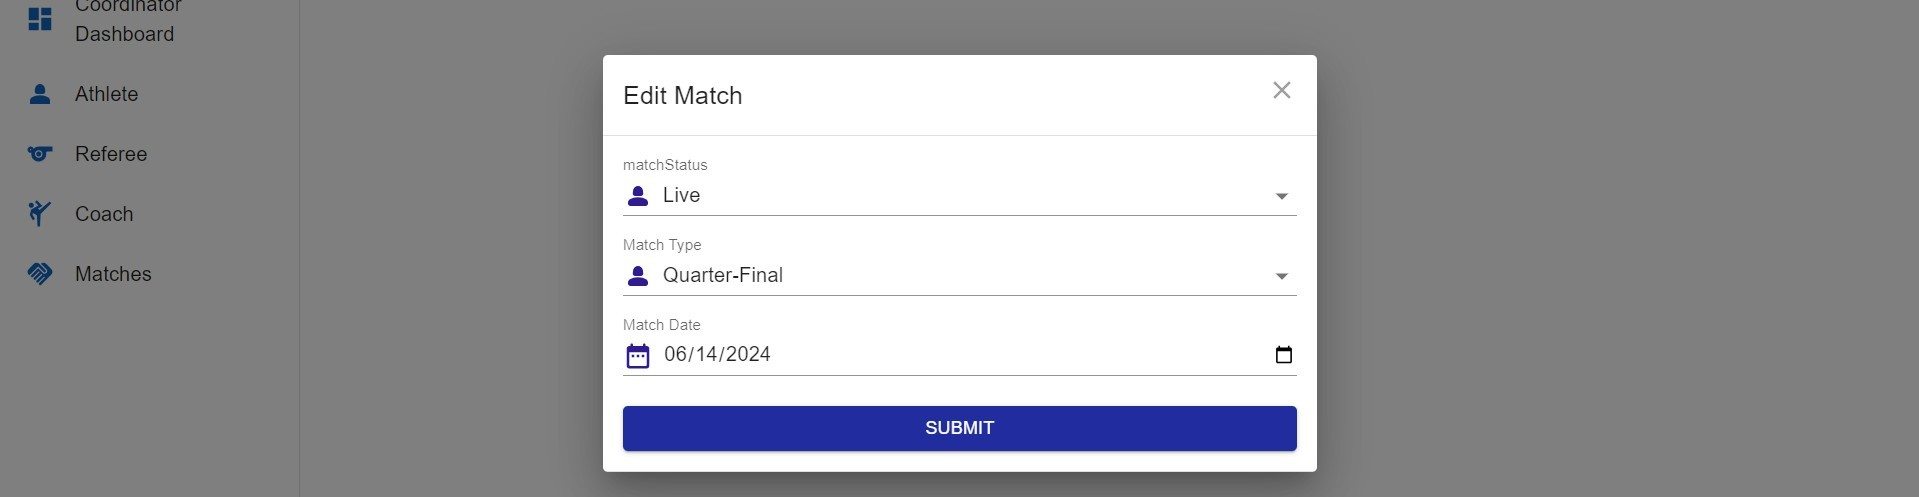 Coordinator
Dashboard
Athlete
Referee
Coach
Matches
Edit Match
matchStatus
Live
Match Type
Quarter-Final
Match Date
06/14/2024
SUBMIT